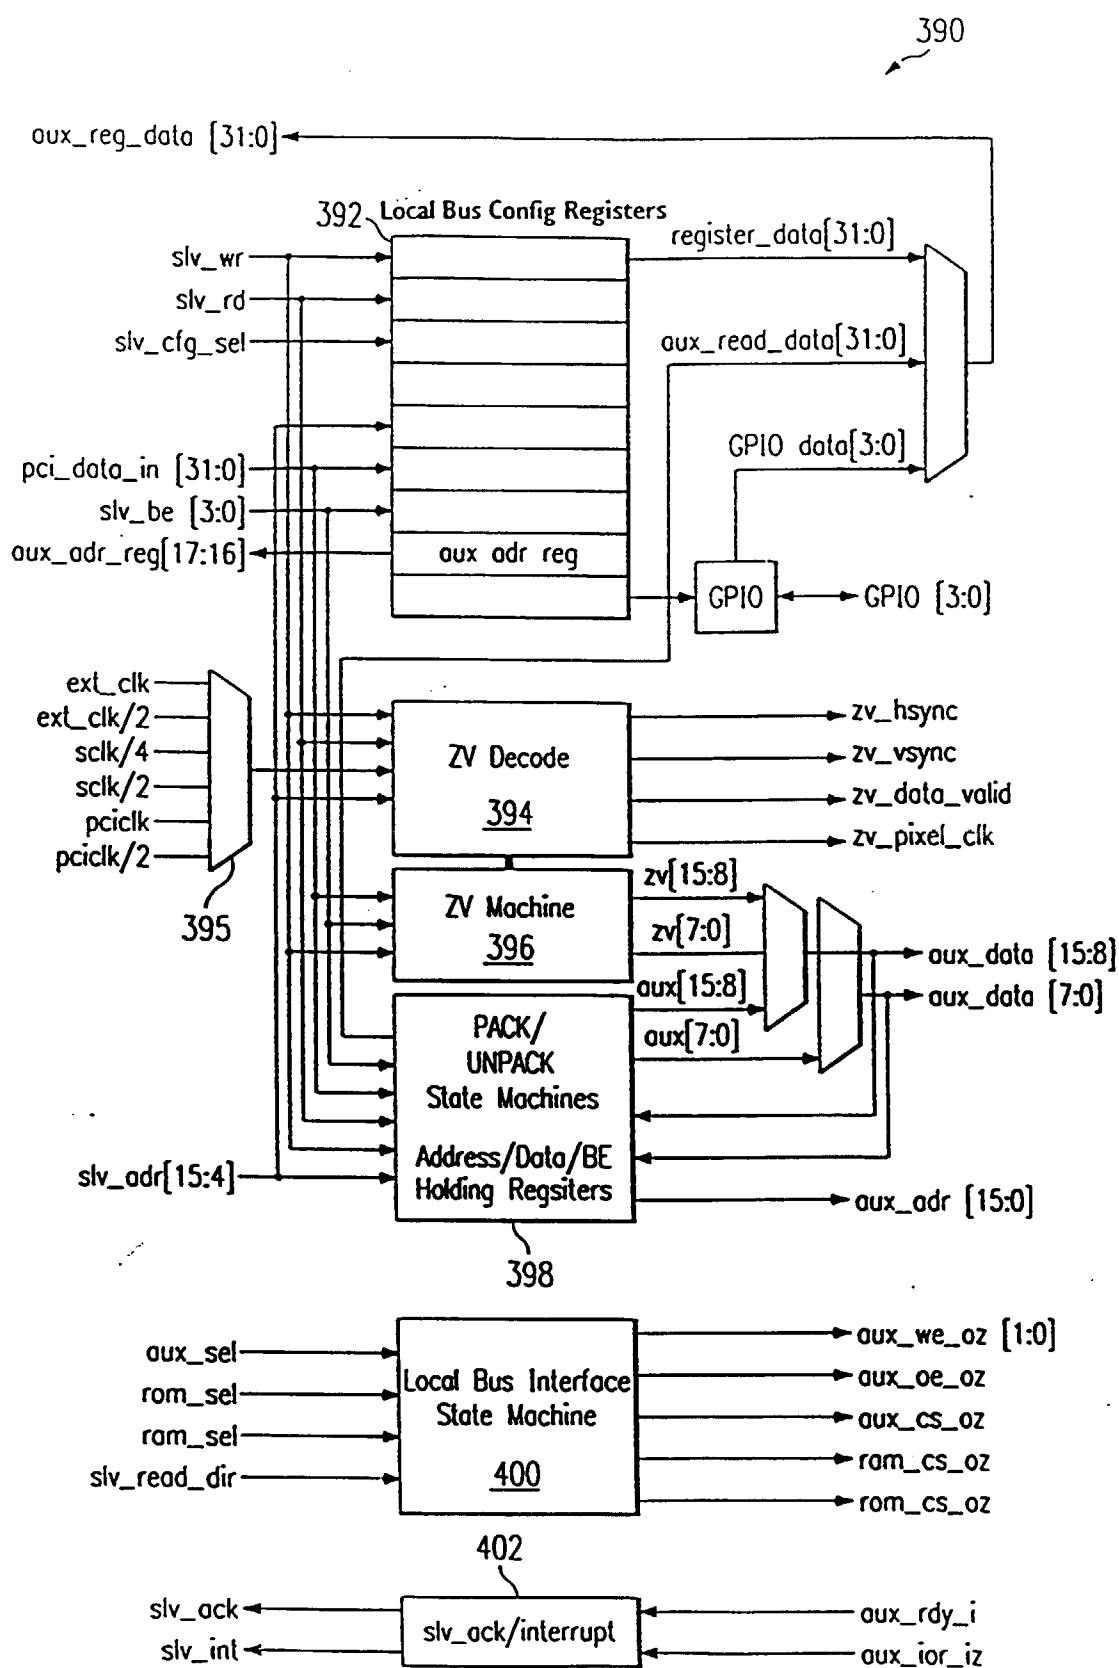 390
aux_reg_data [31:0]
392
Local Bus Config Registers
slv_wr
slv_rd
slv_cfg_sel
pci_data_in [31:0]
slv_be [3:0]
aux_adr_reg[17:16]
aux adr reg
register_data[31:0]
aux_read_data[31:0]
GPIO data[3:0]
GPIO
GPIO [3:0]
ext_clk
ext_clk/2
sclk/4
sclk/2
pciclk
pciclk/2
395
ZV Decode
394
zv_hsync
zv_vsync
zv_data_valid
zv_pixel_clk
ZV Machine
396
zv[15:8]
zv[7:0]
aux[15:8]
aux[7:0]
aux_data [15:8]
aux_data [7:0]
PACK/
UNPACK
State Machines
Address/Data/BE
Holding Regsiters
slv_adr[15:4]
aux_adr [15:0]
398
aux_sel
rom_sel
ram_sel
slv_read_dir
Local Bus Interface
State Machine
400
aux_we_oz [1:0]
aux_oe_oz
aux_cs_oz
ram_cs_oz
rom_cs_oz
402
slv_ack
slv_int
slv_ack/interrupt
aux_rdy_i
aux_ior_iz